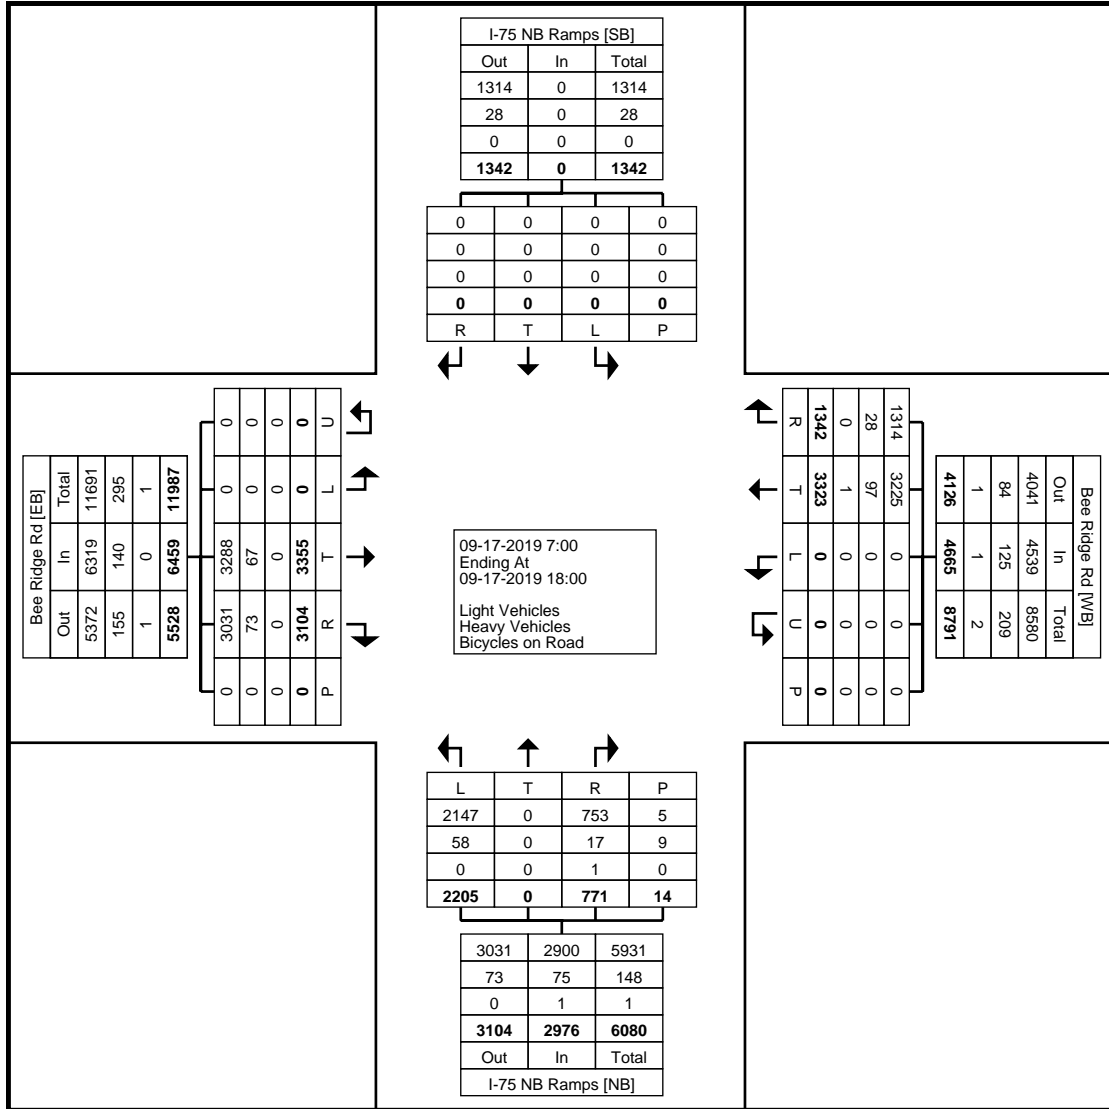 I-75 NB Ramps [SB]
Out In Total
1314 0 1314
28 0 28
0 0 0
1342 0 1342
0 0 0 0
0 0 0 0
0 0 0 0
0 0 0 0
R T L P
Bee Ridge Rd [EB]
Total In Out
11691 6319 5372
295 140 155
1 0 1
11987 6459 5528
0 0 3288 3031 0
0 0 67 73 0
0 0 0 0 0
0 0 3355 3104 0
U L T R P
09-17-2019 7:00
Ending At
09-17-2019 18:00
Light Vehicles
Heavy Vehicles
Bicycles on Road
R T L U P
1342 3323 0 0 0
0 1 0 0 0
28 97 0 0 0
1314 3225 0 0 0
Bee Ridge Rd [WB]
Out In Total
4041 4539 8580
84 125 209
1 1 2
4126 4665 8791
L T R P
2147 0 753 5
58 0 17 9
0 0 1 0
2205 0 771 14
3031 2900 5931
73 75 148
0 1 1
3104 2976 6080
Out In Total
I-75 NB Ramps [NB]